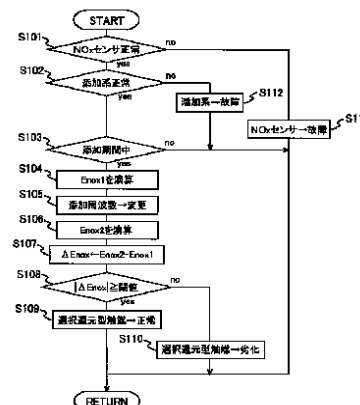 START
S101
NOxセンサ正常
no
yes
S102
添加系正常
no
yes
S112
添加系→故障
S11
NOxセンサ→故障
S103
添加期間中
no
yes
S104
Enox1を演算
S105
添加周波数→変更
S106
Enox2を演算
S107
ΔEnox←Enox2-Enox1
S108
|ΔEnox|≧閾値
no
yes
S109
選択還元型触媒→正常
S110
選択還元型触媒→劣化
RETURN